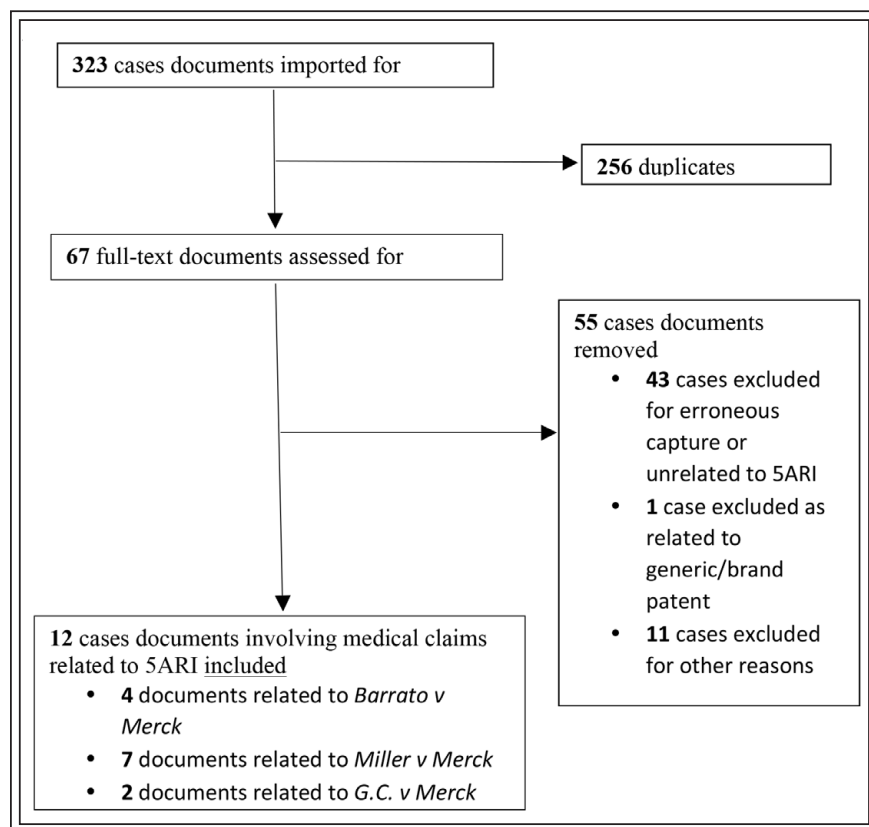 323 cases documents imported for
256 duplicates
67 full-text documents assessed for
55 cases documents
removed
• 43 cases excluded
for erroneous
capture or
unrelated to 5ARI
• 1 case excluded as
related to
generic/brand
patent
• 11 cases excluded
for other reasons
12 cases documents involving medical claims
related to 5ARI included
• 4 documents related to Barrato v
Merck
• 7 documents related to Miller v Merck
• 2 documents related to G.C. v Merck